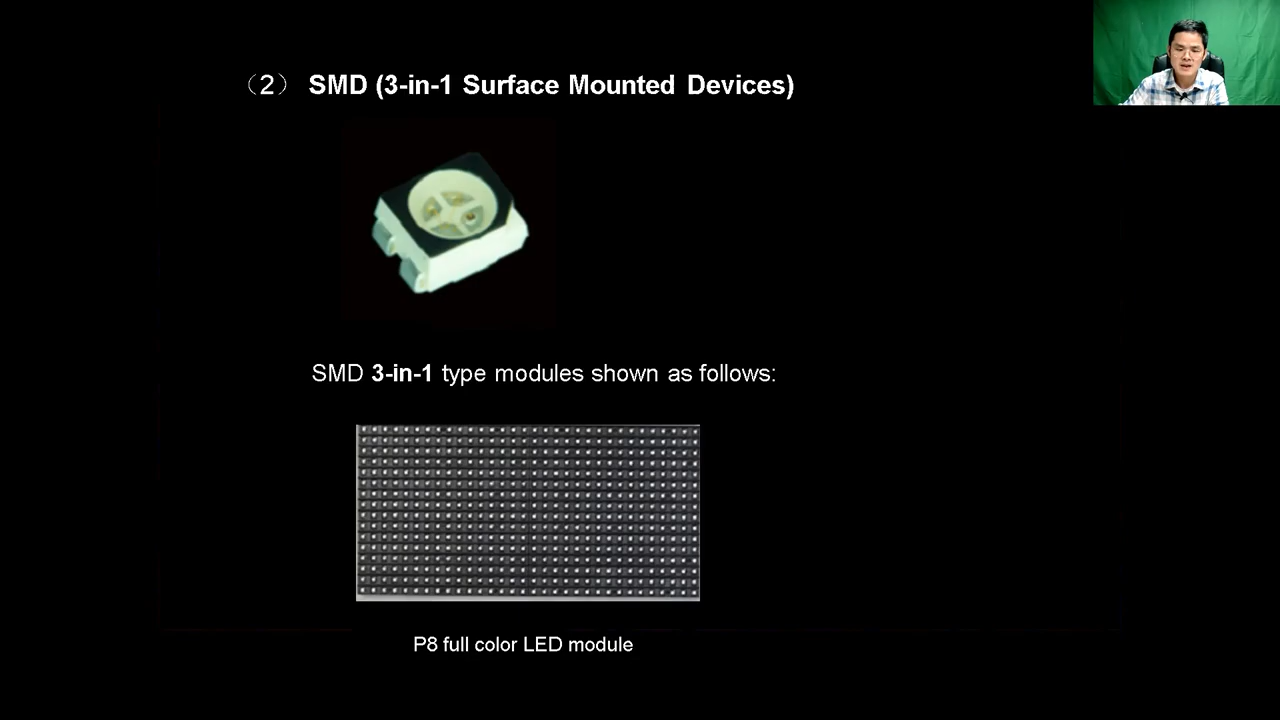 （2） SMD (3-in-1 Surface Mounted Devices)
SMD 3-in-1 type modules shown as follows:
P8 full color LED module